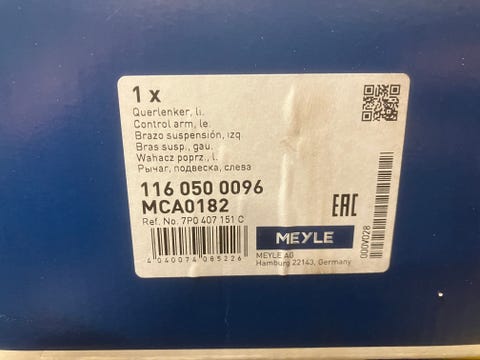 1 x
Querlenker, li.
Control arm, le.
Brazo suspensión, izq.
Bras susp., gau.
Wahacz poprz., l.
Рычаг, подвеска, слева
116 050 0096
MCA0182
Ref. No. 7P0 407 151 C
4 040074 085226
EAC
MEYLE
MEYLE AG
Hamburg 22143, Germany
000V028